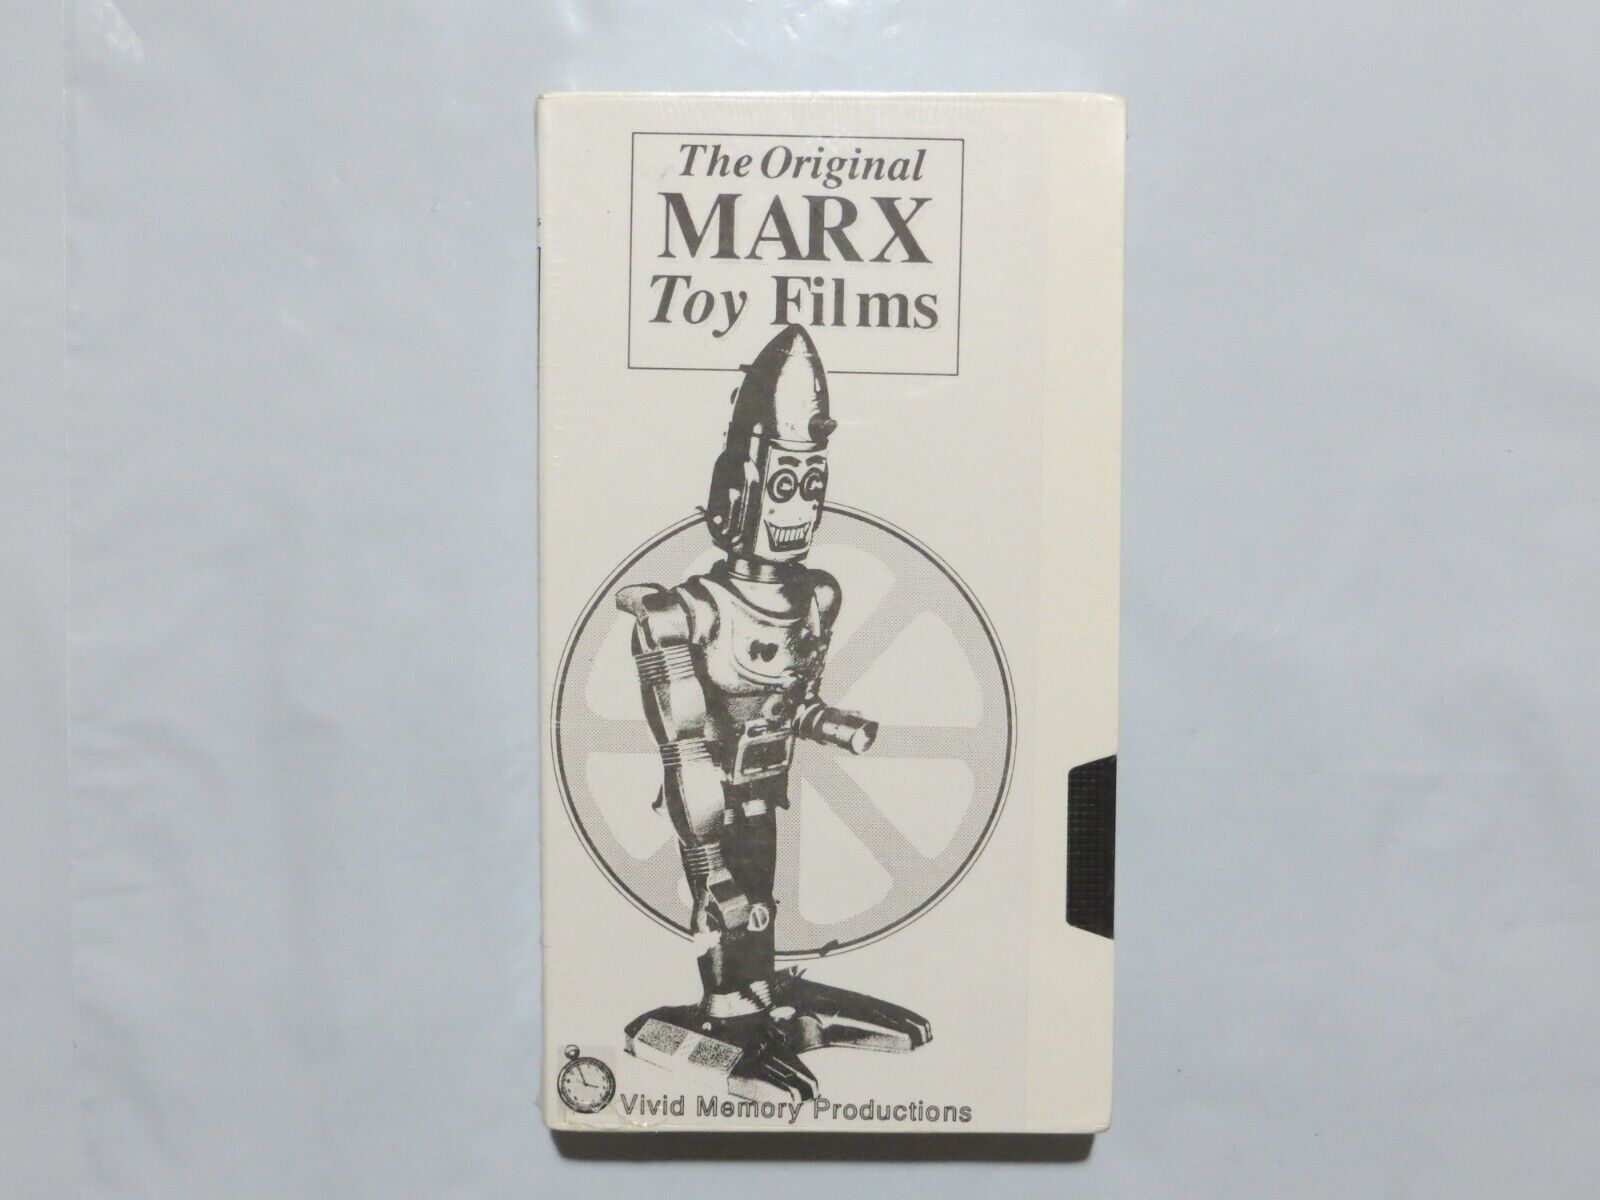 The Original
MARX
Toy Films
Vivid Memory Productions